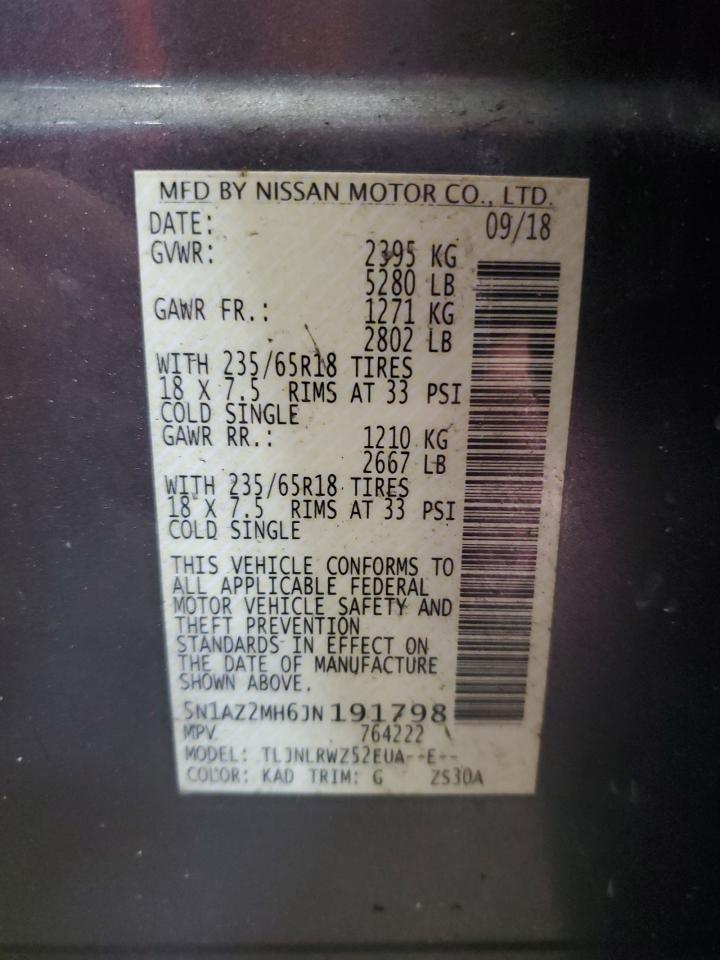 MFD BY NISSAN MOTOR CO., LTD.
DATE: 09/18
GVWR: 2395 KG
5280 LB
GAWR FR.: 1271 KG
2802 LB
WITH 235/65R18 TIRES
18 X 7.5 RIMS AT 33 PSI
COLD SINGLE
GAWR RR.: 1210 KG
2667 LB
WITH 235/65R18 TIRES
18 X 7.5 RIMS AT 33 PSI
COLD SINGLE
THIS VEHICLE CONFORMS TO
ALL APPLICABLE FEDERAL
MOTOR VEHICLE SAFETY AND
THEFT PREVENTION
STANDARDS IN EFFECT ON
THE DATE OF MANUFACTURE
SHOWN ABOVE.
5N1AZ2MH6JN191798
MPV 764222
MODEL: TLJNLRWZ52EUA--E--
COLOR: KAD TRIM: G ZS30A